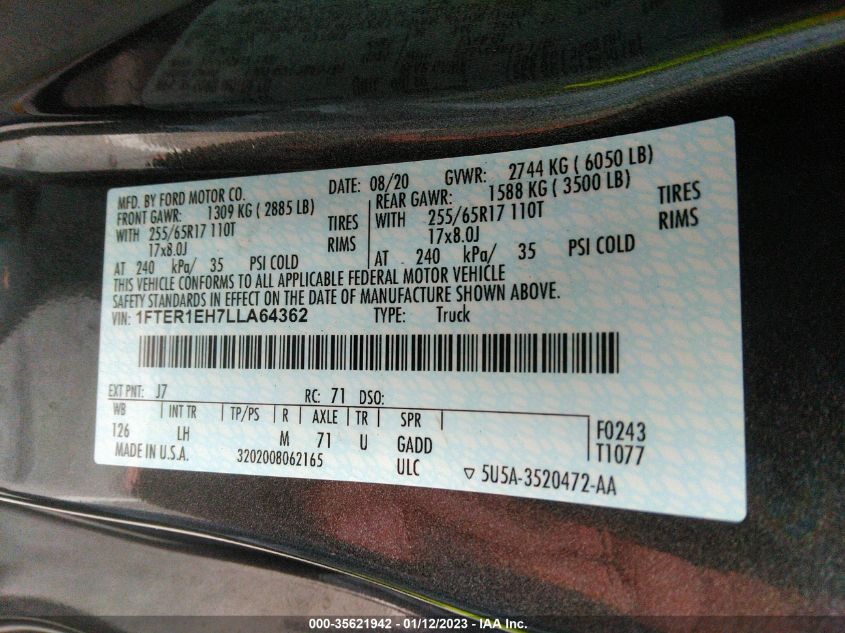 MFD. BY FORD MOTOR CO.
DATE: 08/20 GVWR: 2744 KG ( 6050 LB)
FRONT GAWR: 1309 KG ( 2885 LB) REAR GAWR: 1588 KG ( 3500 LB)
WITH 255/65R17 110T TIRES WITH 255/65R17 110T TIRES
17x8.0J RIMS 17x8.0J RIMS
AT 240 kPa/ 35 PSI COLD AT 240 kPa/ 35 PSI COLD
THIS VEHICLE CONFORMS TO ALL APPLICABLE FEDERAL MOTOR VEHICLE
SAFETY STANDARDS IN EFFECT ON THE DATE OF MANUFACTURE SHOWN ABOVE.
VIN: 1FTER1EH7LLA64362 TYPE: Truck
EXT PNT: J7 RC: 71 DSO:
WB INT TR TP/PS R AXLE TR SPR
126 LH M 71 U GADD F0243
MADE IN U.S.A. 3202008062165 ULC T1077
▽ 5U5A-3520472-AA
000-35621942 - 01/12/2023 - IAA Inc.